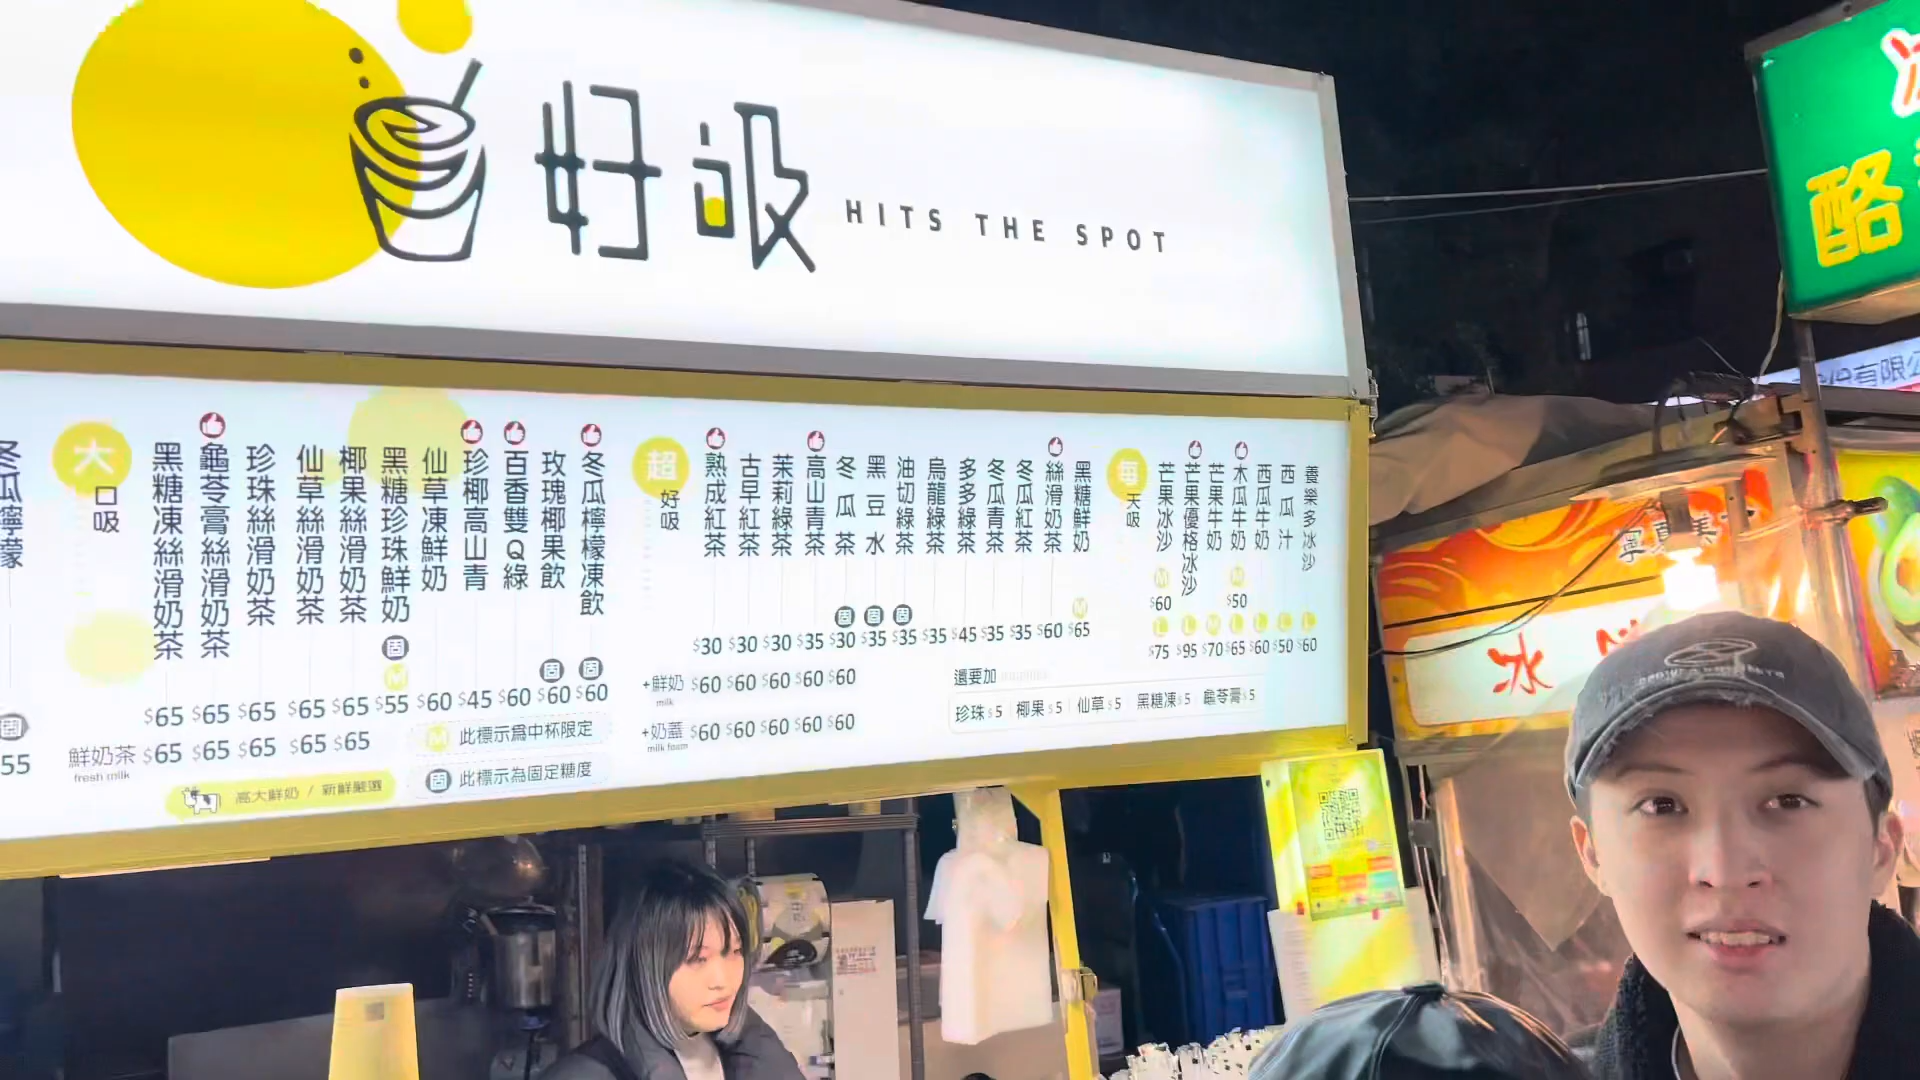 好吸 HITS THE SPOT
冬瓜檸檬
55
大口吸
黑糖凍絲滑奶茶 $65
龜苓膏絲滑奶茶 $65
珍珠絲滑奶茶 $65
仙草絲滑奶茶 $65
椰果絲滑奶茶 $65
黑糖珍珠鮮奶 固 M $55
仙草凍鮮奶 $60
珍椰高山青 $45
百香雙Q綠 $60
玫瑰椰果飲 固 $60
冬瓜檸檬凍飲 固 $60
鮮奶茶 $65 $65 $65 $65 $65
fresh milk
高大鮮奶 / 新鮮嚴選
M 此標示為中杯限定
固 此標示為固定糖度
超好吸
熟成紅茶 $30
古早紅茶 $30
茉莉綠茶 $30
高山青茶 $35
冬瓜茶 固 $30
黑豆水 固 $35
油切綠茶 固 $35
烏龍綠茶 $35
多多綠茶 $45
冬瓜青茶 $35
冬瓜紅茶 $35
絲滑奶茶 $60
黑糖鮮奶 M $65
+鮮奶 $60 $60 $60 $60 $60
milk
+奶蓋 $60 $60 $60 $60 $60
milk foam
還要加
珍珠$5 椰果$5 仙草$5 黑糖凍$5 龜苓膏$5
每天吸
芒果冰沙 M $60 L $75
芒果優格冰沙 L $95
芒果牛奶 M $70
木瓜牛奶 M $50 L $65
西瓜牛奶 L $60
西瓜汁 L $50
養樂多冰沙 L $60
酪
份有限公
冰